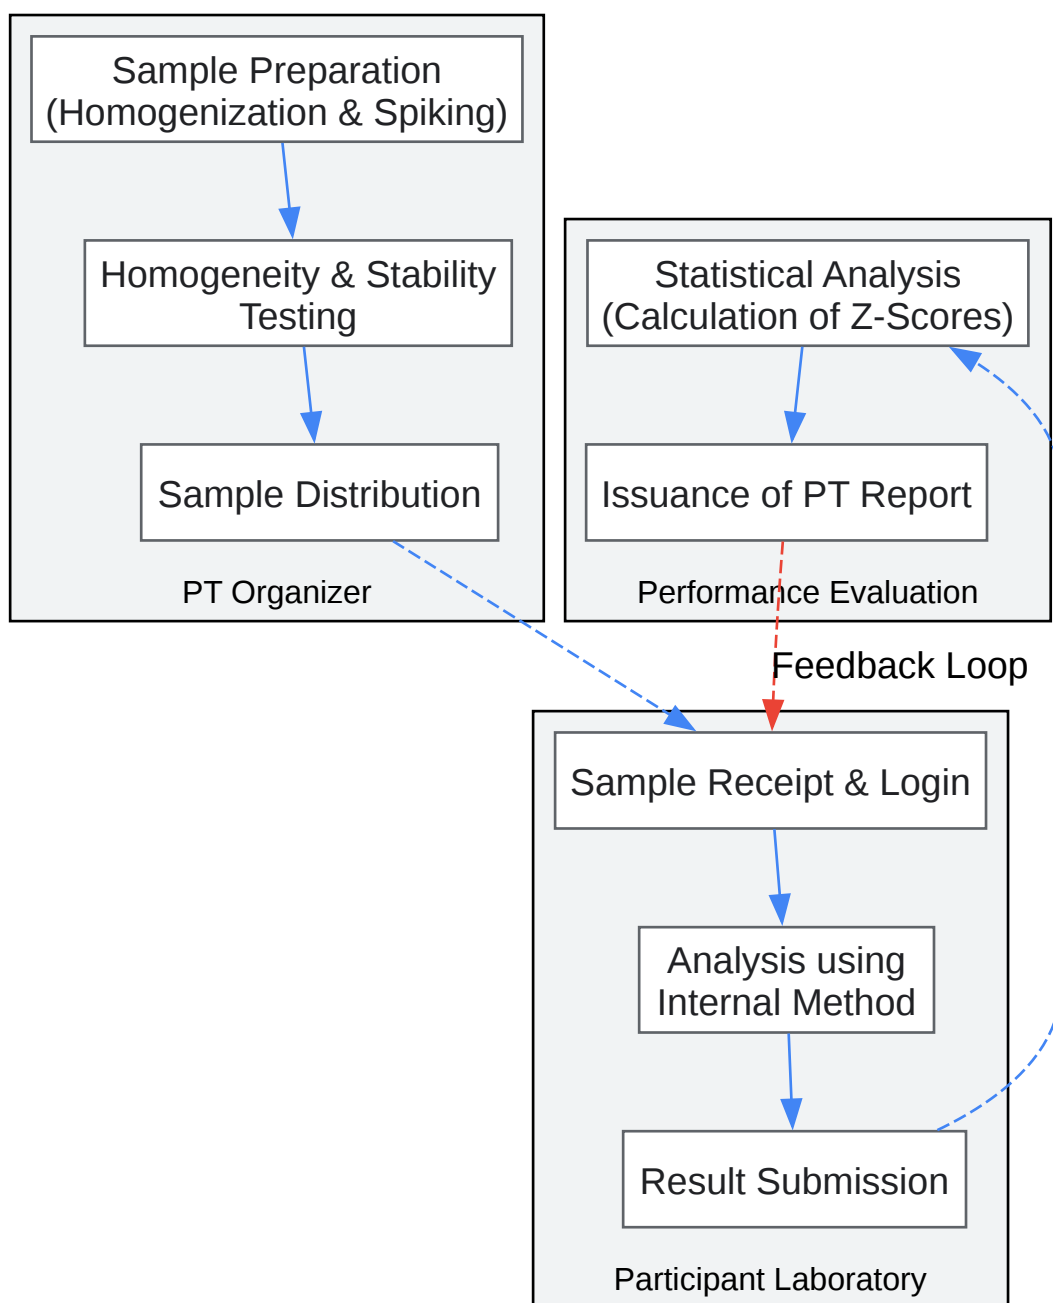 Sample Preparation
(Homogenization & Spiking)
Homogeneity & Stability
Testing
Sample Distribution
PT Organizer
Statistical Analysis
(Calculation of Z-Scores)
Issuance of PT Report
Performance Evaluation
Feedback Loop
Sample Receipt & Login
Analysis using
Internal Method
Result Submission
Participant Laboratory